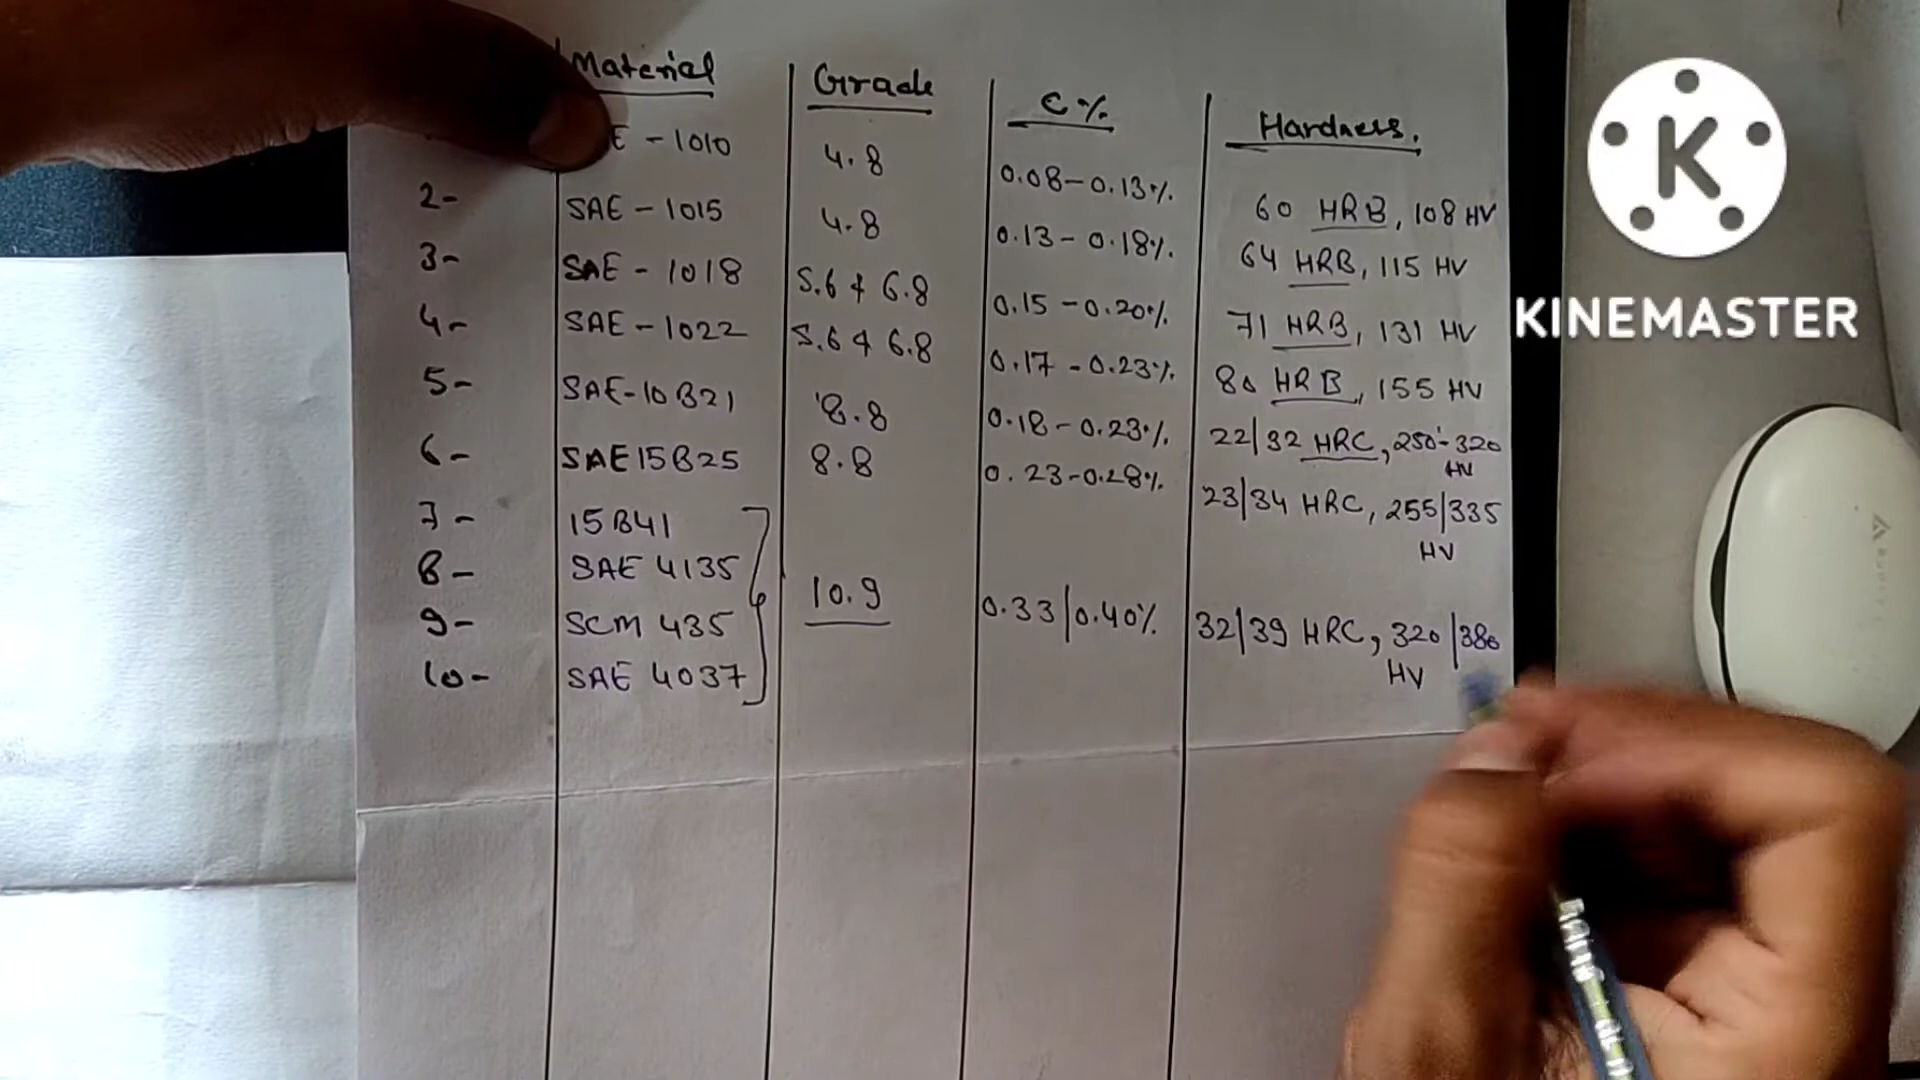 Material Grade C% Hardness.
E - 1010 4.8 0.08-0.13% 60 HRB, 108 HV
2- SAE - 1015 4.8 0.13-0.18% 64 HRB, 115 HV
3- SAE - 1018 5.6 & 6.8 0.15-0.20% 71 HRB, 131 HV
4- SAE - 1022 5.6 & 6.8 0.17-0.23% 80 HRB, 155 HV
5- SAE-10B21 8.8 0.18-0.23% 22/32 HRC, 250-320 HV
6- SAE15B25 8.8 0.23-0.28% 23/34 HRC, 255/335 HV
7- 15B41
8- SAE 4135
9- SCM 435 10.9 0.33/0.40% 32/39 HRC, 320/380 HV
10- SAE 4037
K
KINEMASTER